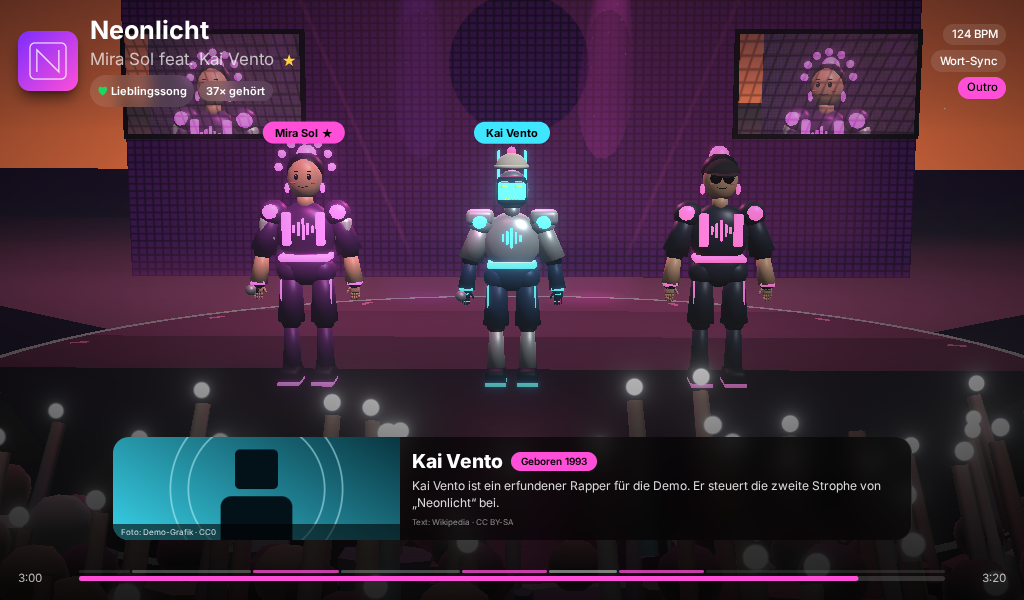 Neonlicht
Mira Sol feat. Kai Vento ★
Lieblingssong
37× gehört
124 BPM
Wort-Sync
Outro
Mira Sol ★
Kai Vento
Kai Vento
Geboren 1993
Kai Vento ist ein erfundener Rapper für die Demo. Er steuert die zweite Strophe von
„Neonlicht“ bei.
Text: Wikipedia · CC BY-SA
Foto: Demo-Grafik · CC0
3:00
3:20